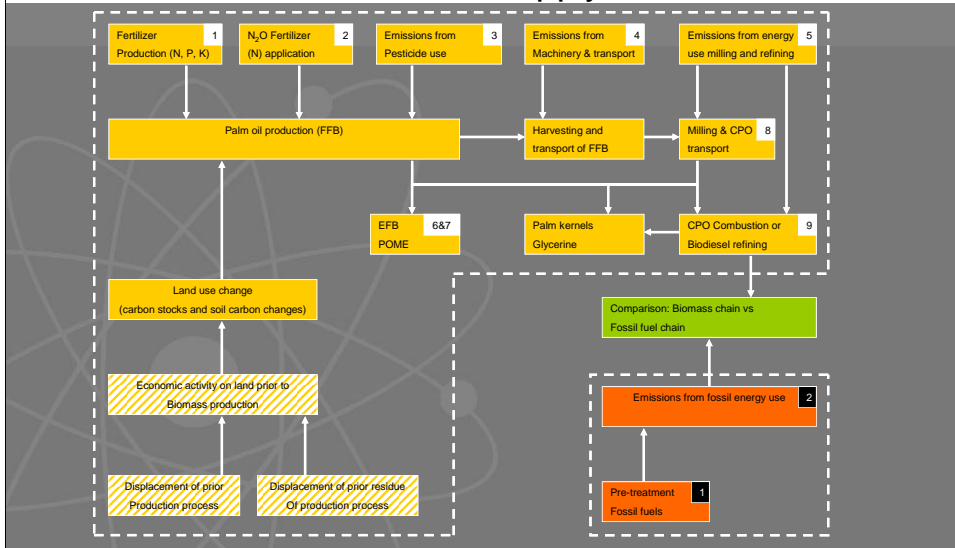 Fertilizer 1
Production (N, P, K)
N2O Fertilizer 2
(N) application
Emissions from 3
Pesticide use
Emissions from 4
Machinery & transport
Emissions from energy 5
use milling and refining
Palm oil production (FFB)
Harvesting and
transport of FFB
Milling & CPO 8
transport
EFB 6&7
POME
Palm kernels
Glycerine
CPO Combustion or 9
Biodiesel refining
Land use change
(carbon stocks and soil carbon changes)
Comparison: Biomass chain vs
Fossil fuel chain
Economic activity on land prior to
Biomass production
Emissions from fossil energy use 2
Displacement of prior
Production process
Displacement of prior residue
Of production process
Pre-treatment 1
Fossil fuels